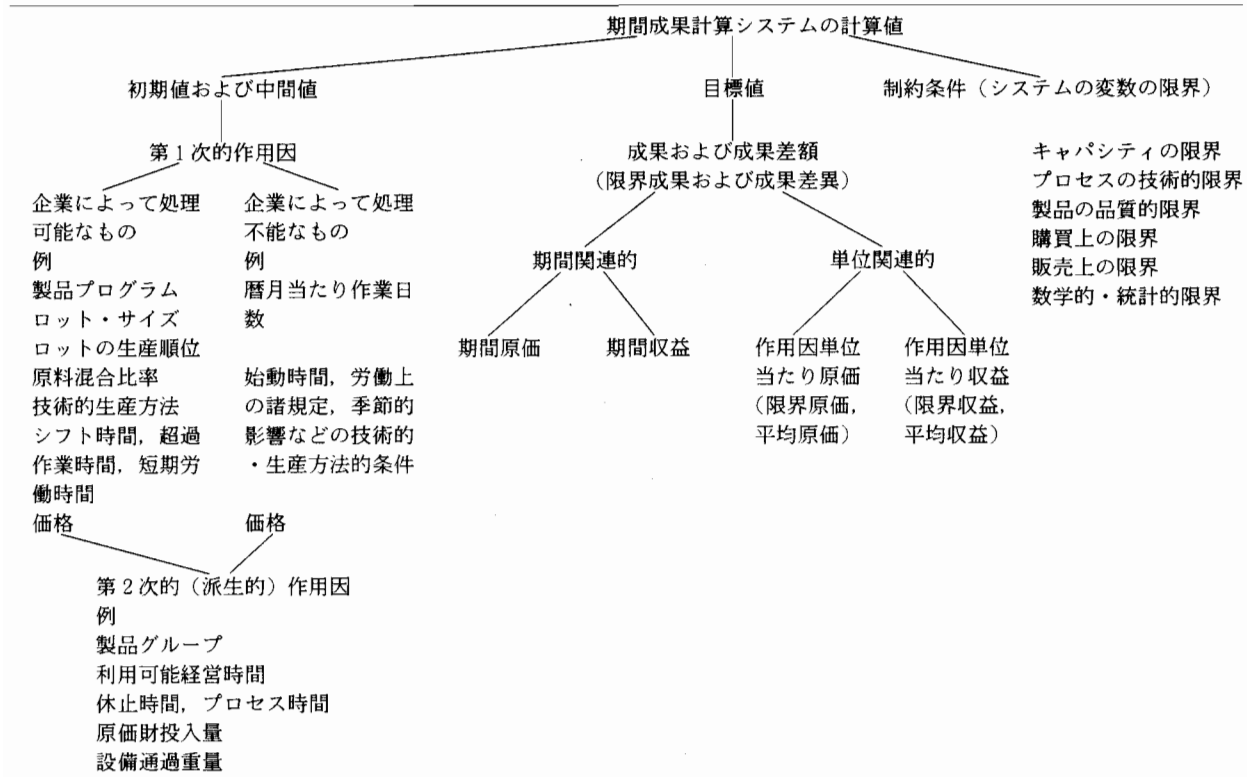 期間成果計算システムの計算値
初期値および中間値
目標値
制約条件（システムの変数の限界）
第1次的作用因
企業によって処理
可能なもの
例
製品プログラム
ロット・サイズ
ロットの生産順位
原料混合比率
技術的生産方法
シフト時間，超過
作業時間，短期労
働時間
価格
企業によって処理
不能なもの
例
暦月当たり作業日
数
始動時間，労働上
の諸規定，季節的
影響などの技術的
・生産方法的条件
価格
第2次的（派生的）作用因
例
製品グループ
利用可能経営時間
休止時間，プロセス時間
原価財投入量
設備通過重量
成果および成果差額
（限界成果および成果差異）
期間関連的
期間原価
期間収益
単位関連的
作用因単位
当たり原価
（限界原価，
平均原価）
作用因単位
当たり収益
（限界収益，
平均収益）
キャパシティの限界
プロセスの技術的限界
製品の品質的限界
購買上の限界
販売上の限界
数学的・統計的限界